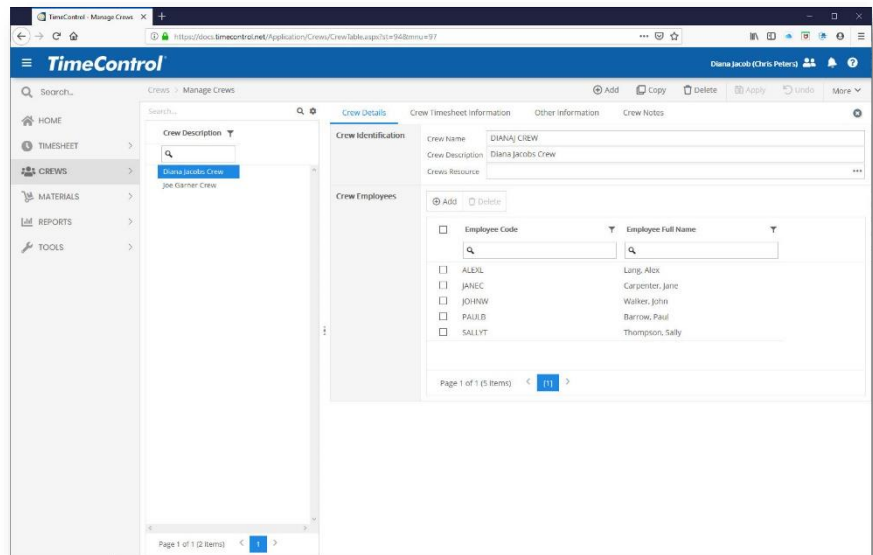 TimeControl - Manage Crews
https://docs.timecontrol.net/Application/Crews/CrewTable.aspx?st=948mnu=97
TimeControl
Diana Jacob (Chris Peters)
Search...
Crews > Manage Crews
Add
Copy
Delete
Apply
Undo
More
HOME
TIMESHEET
CREWS
MATERIALS
REPORTS
TOOLS
Search...
Crew Description
Diana Jacobs Crew
Joe Garner Crew
Page 1 of 1 (2 items) < 1 >
Crew Details
Crew Timesheet Information
Other Information
Crew Notes
Crew Identification
Crew Name DIANAJ CREW
Crew Description Diana Jacobs Crew
Crews Resource
Crew Employees
Add Delete
Employee Code Employee Full Name
ALEXL Lang, Alex
JANEC Carpenter, Jane
JOHNW Walker, John
PAULB Barrow, Paul
SALLYT Thompson, Sally
Page 1 of 1 (5 items) < [1] >